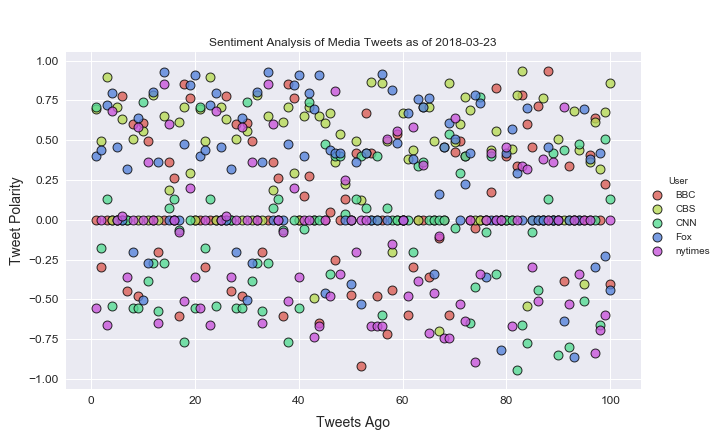 Sentiment Analysis of Media Tweets as of 2018-03-23
1.00
0.75
0.50
0.25
0.00
−0.25
−0.50
−0.75
−1.00
Tweet Polarity
0
20
40
60
80
100
Tweets Ago
User
BBC
CBS
CNN
Fox
nytimes